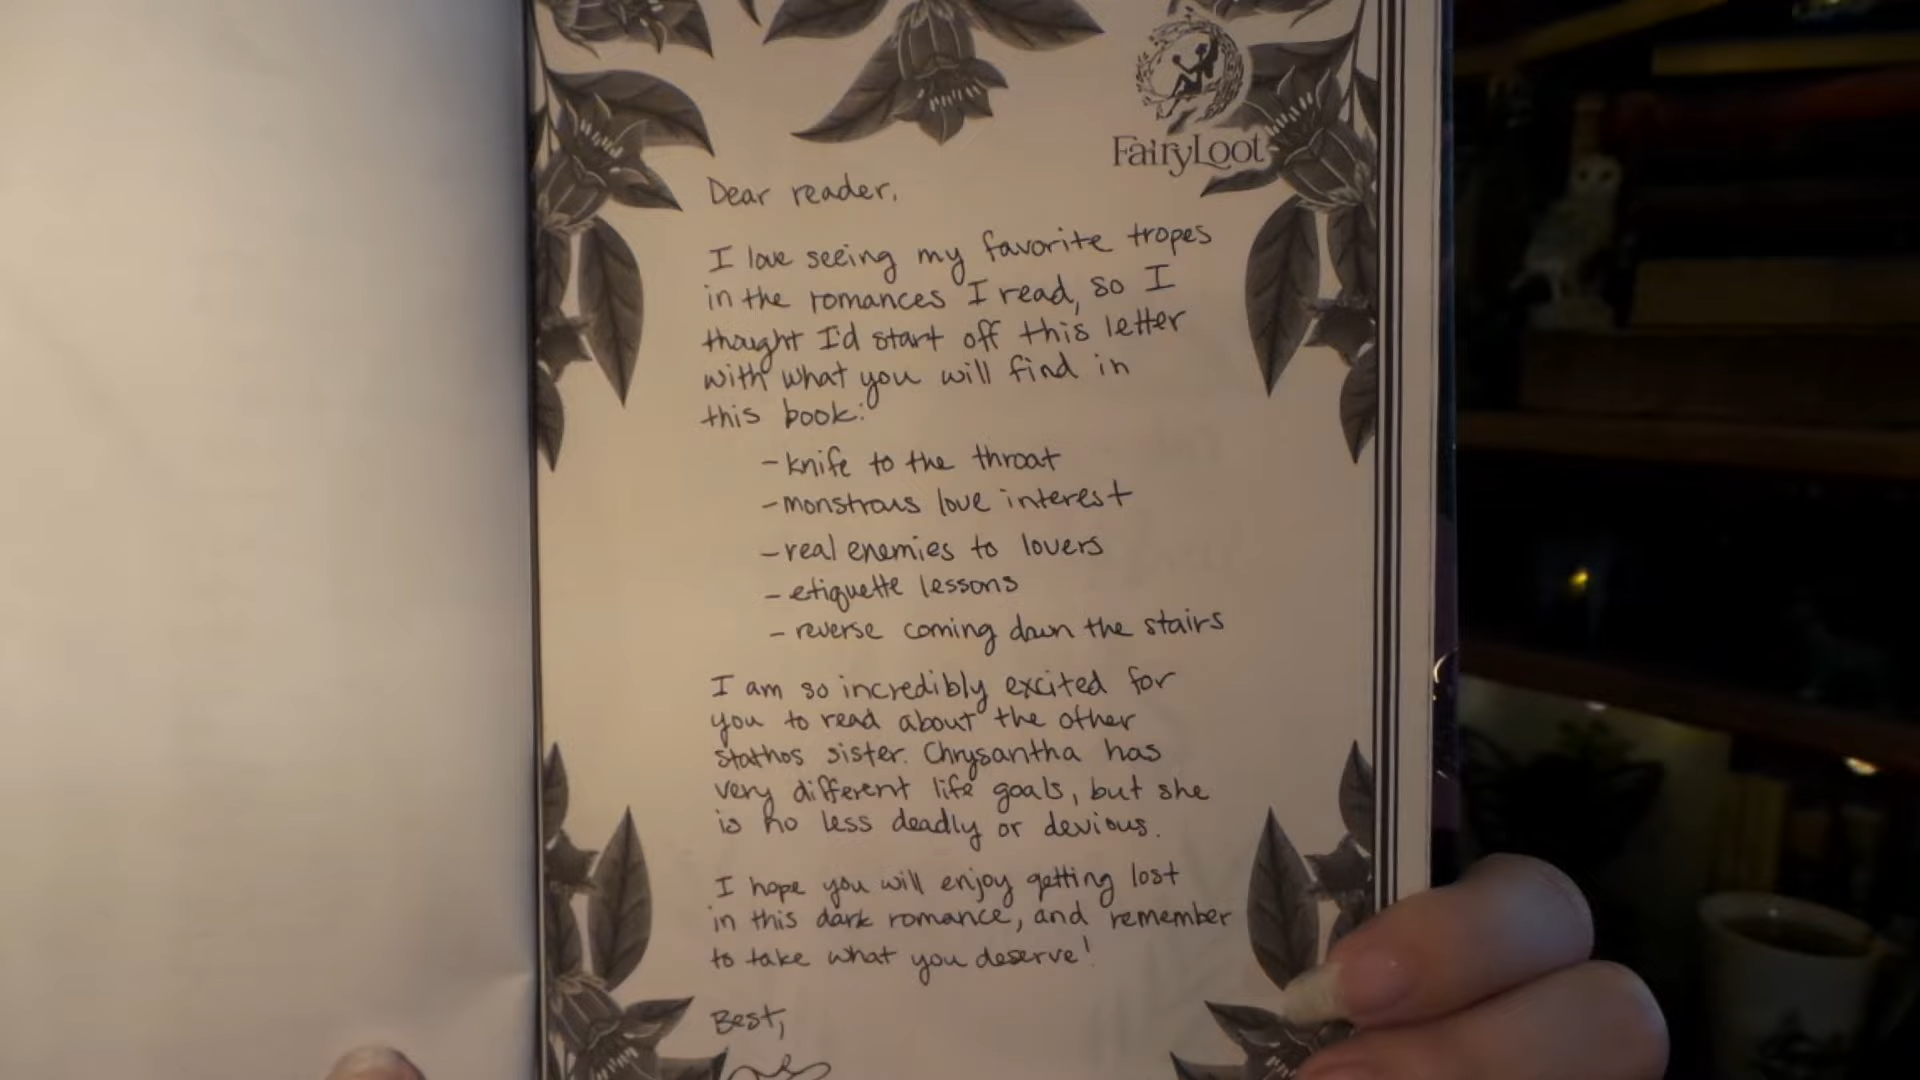 FairyLoot
Dear reader,
I love seeing my favorite tropes
in the romances I read, so I
thought I'd start off this letter
with what you will find in
this book:
- knife to the throat
- monstrous love interest
- real enemies to lovers
- etiquette lessons
- reverse coming down the stairs
I am so incredibly excited for
you to read about the other
stathos sister. Chrysantha has
very different life goals, but she
is no less deadly or devious.
I hope you will enjoy getting lost
in this dark romance, and remember
to take what you deserve!
Best,